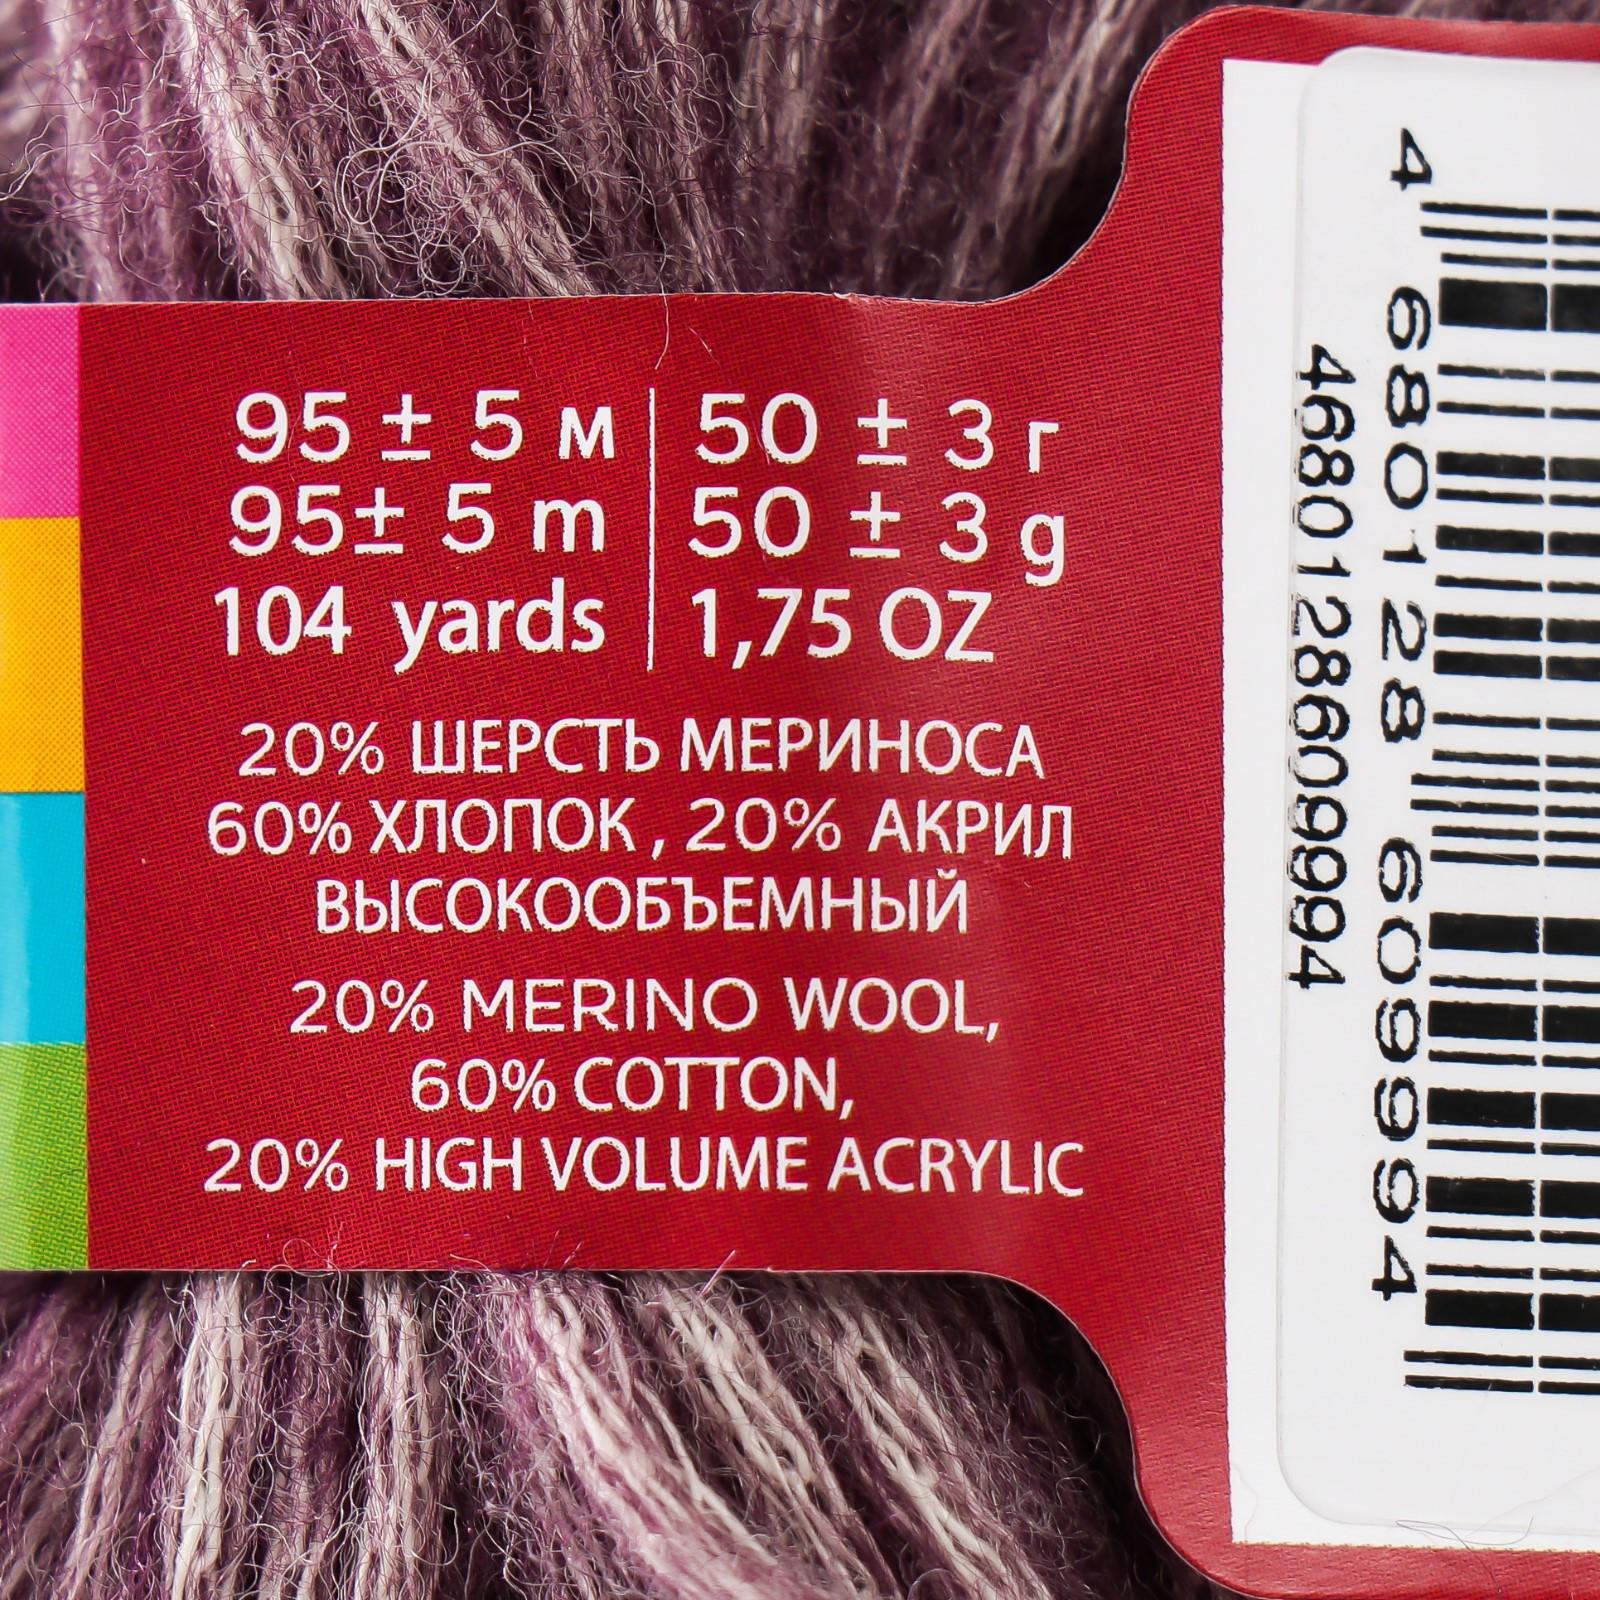 95 ± 5 м | 50 ± 3 г
95± 5 m | 50 ± 3 g
104 yards | 1,75 OZ
20% ШЕРСТЬ МЕРИНОСА
60% ХЛОПОК, 20% АКРИЛ
ВЫСОКООБЪЕМНЫЙ
20% MERINO WOOL,
60% COTTON,
20% HIGH VOLUME ACRYLIC
4 680128 609994
4680128609994